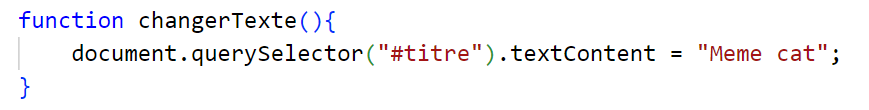 function changerTexte(){
    document.querySelector("#titre").textContent = "Meme cat";
}